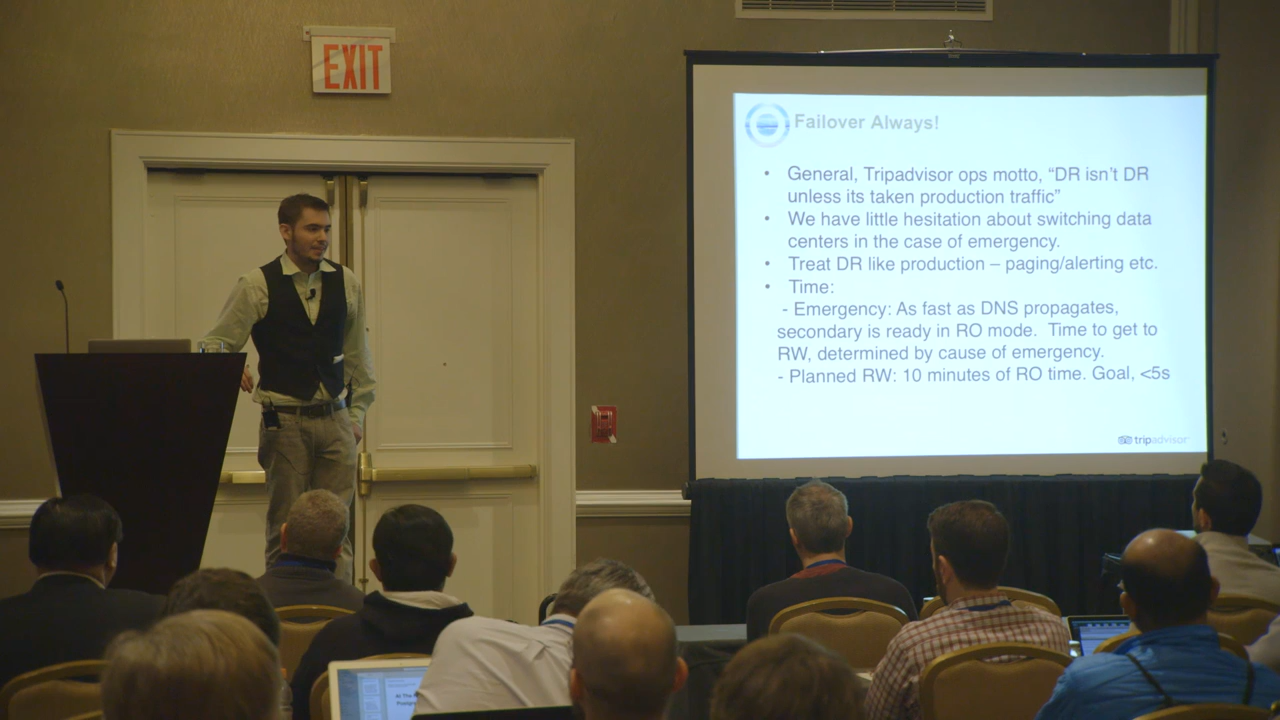 EXIT
Failover Always!
• General, Tripadvisor ops motto, “DR isn’t DR
unless its taken production traffic”
• We have little hesitation about switching data
centers in the case of emergency.
• Treat DR like production – paging/alerting etc.
• Time:
- Emergency: As fast as DNS propagates,
secondary is ready in RO mode. Time to get to
RW, determined by cause of emergency.
- Planned RW: 10 minutes of RO time. Goal, <5s
tripadvisor